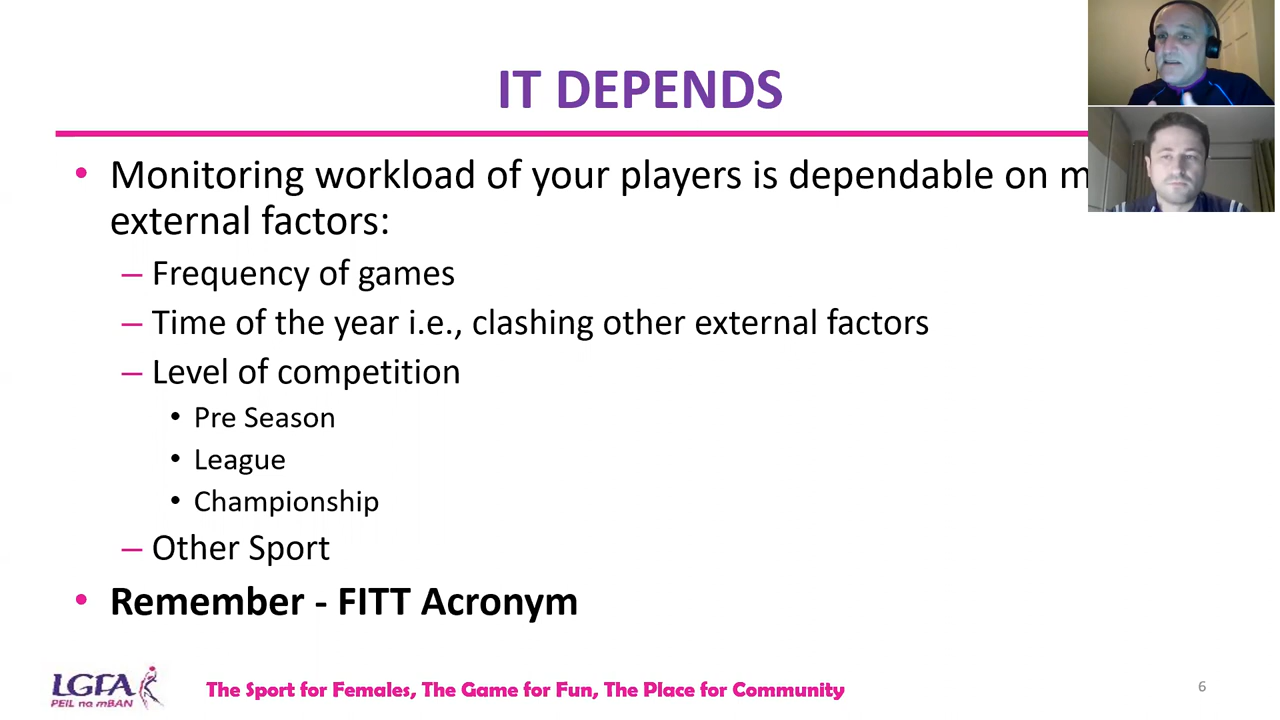 IT DEPENDS
Monitoring workload of your players is dependable on
external factors:
– Frequency of games
– Time of the year i.e., clashing other external factors
– Level of competition
• Pre Season
• League
• Championship
– Other Sport
• Remember - FITT Acronym
LGFA
PEIL na mBAN
The Sport for Females, The Game for Fun, The Place for Community
6